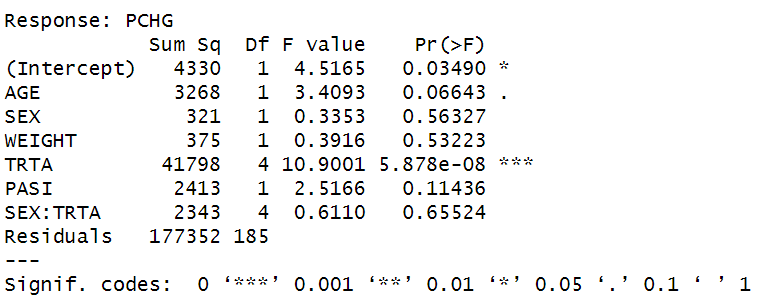 Response: PCHG
Sum Sq Df F value Pr(>F)
(Intercept) 4330 1 4.5165 0.03490 *
AGE 3268 1 3.4093 0.06643 .
SEX 321 1 0.3353 0.56327
WEIGHT 375 1 0.3916 0.53223
TRTA 41798 4 10.9001 5.878e-08 ***
PASI 2413 1 2.5166 0.11436
SEX:TRTA 2343 4 0.6110 0.65524
Residuals 177352 185
---
Signif. codes: 0 ‘***’ 0.001 ‘**’ 0.01 ‘*’ 0.05 ‘.’ 0.1 ‘ ’ 1